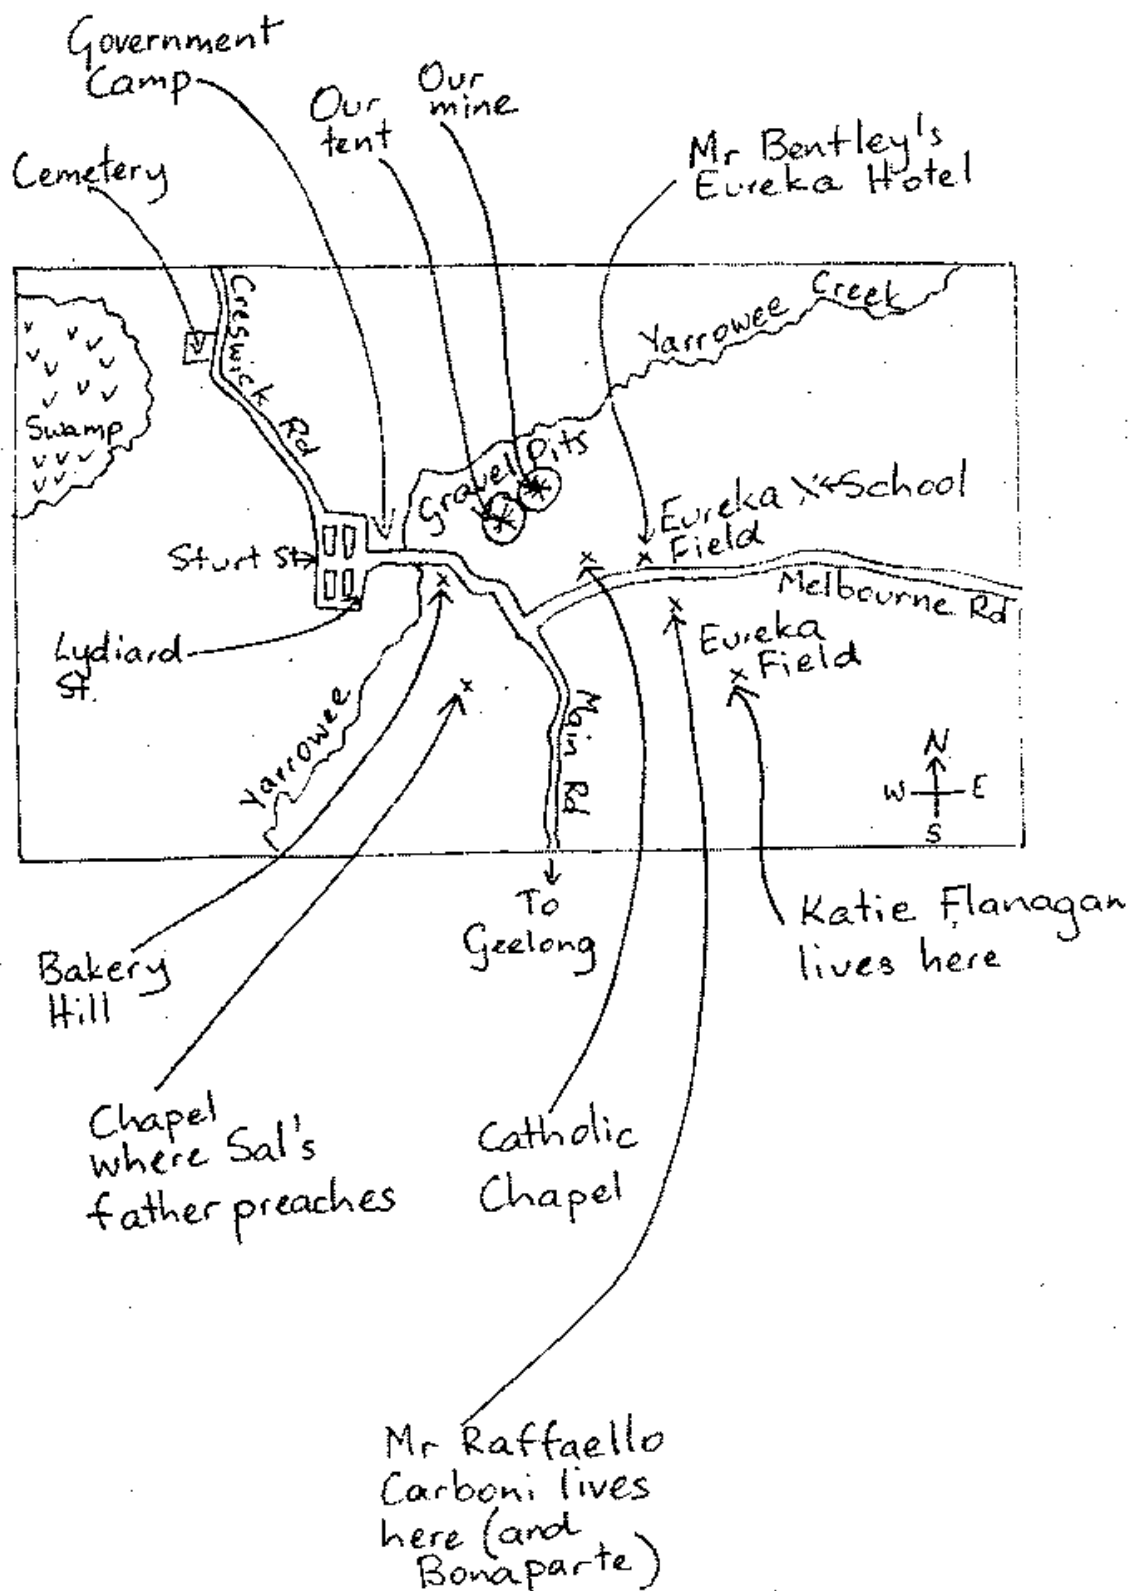 Government
Camp
Our
tent
Our
mine
Mr Bentley's
Eureka Hotel
Cemetery
Creswick
Rd
Yarrowee Creek
Swamp
Gravel Pits
Eureka
Field
School
Sturt St
Melbourne Rd
Lydiard
St.
Eureka
Field
Yarrowee
Main Rd
N
W E
S
To
Geelong
Katie Flanagan
lives here
Bakery
Hill
Chapel
where Sal's
father preaches
Catholic
Chapel
Mr Raffaello
Carboni lives
here (and
Bonaparte)